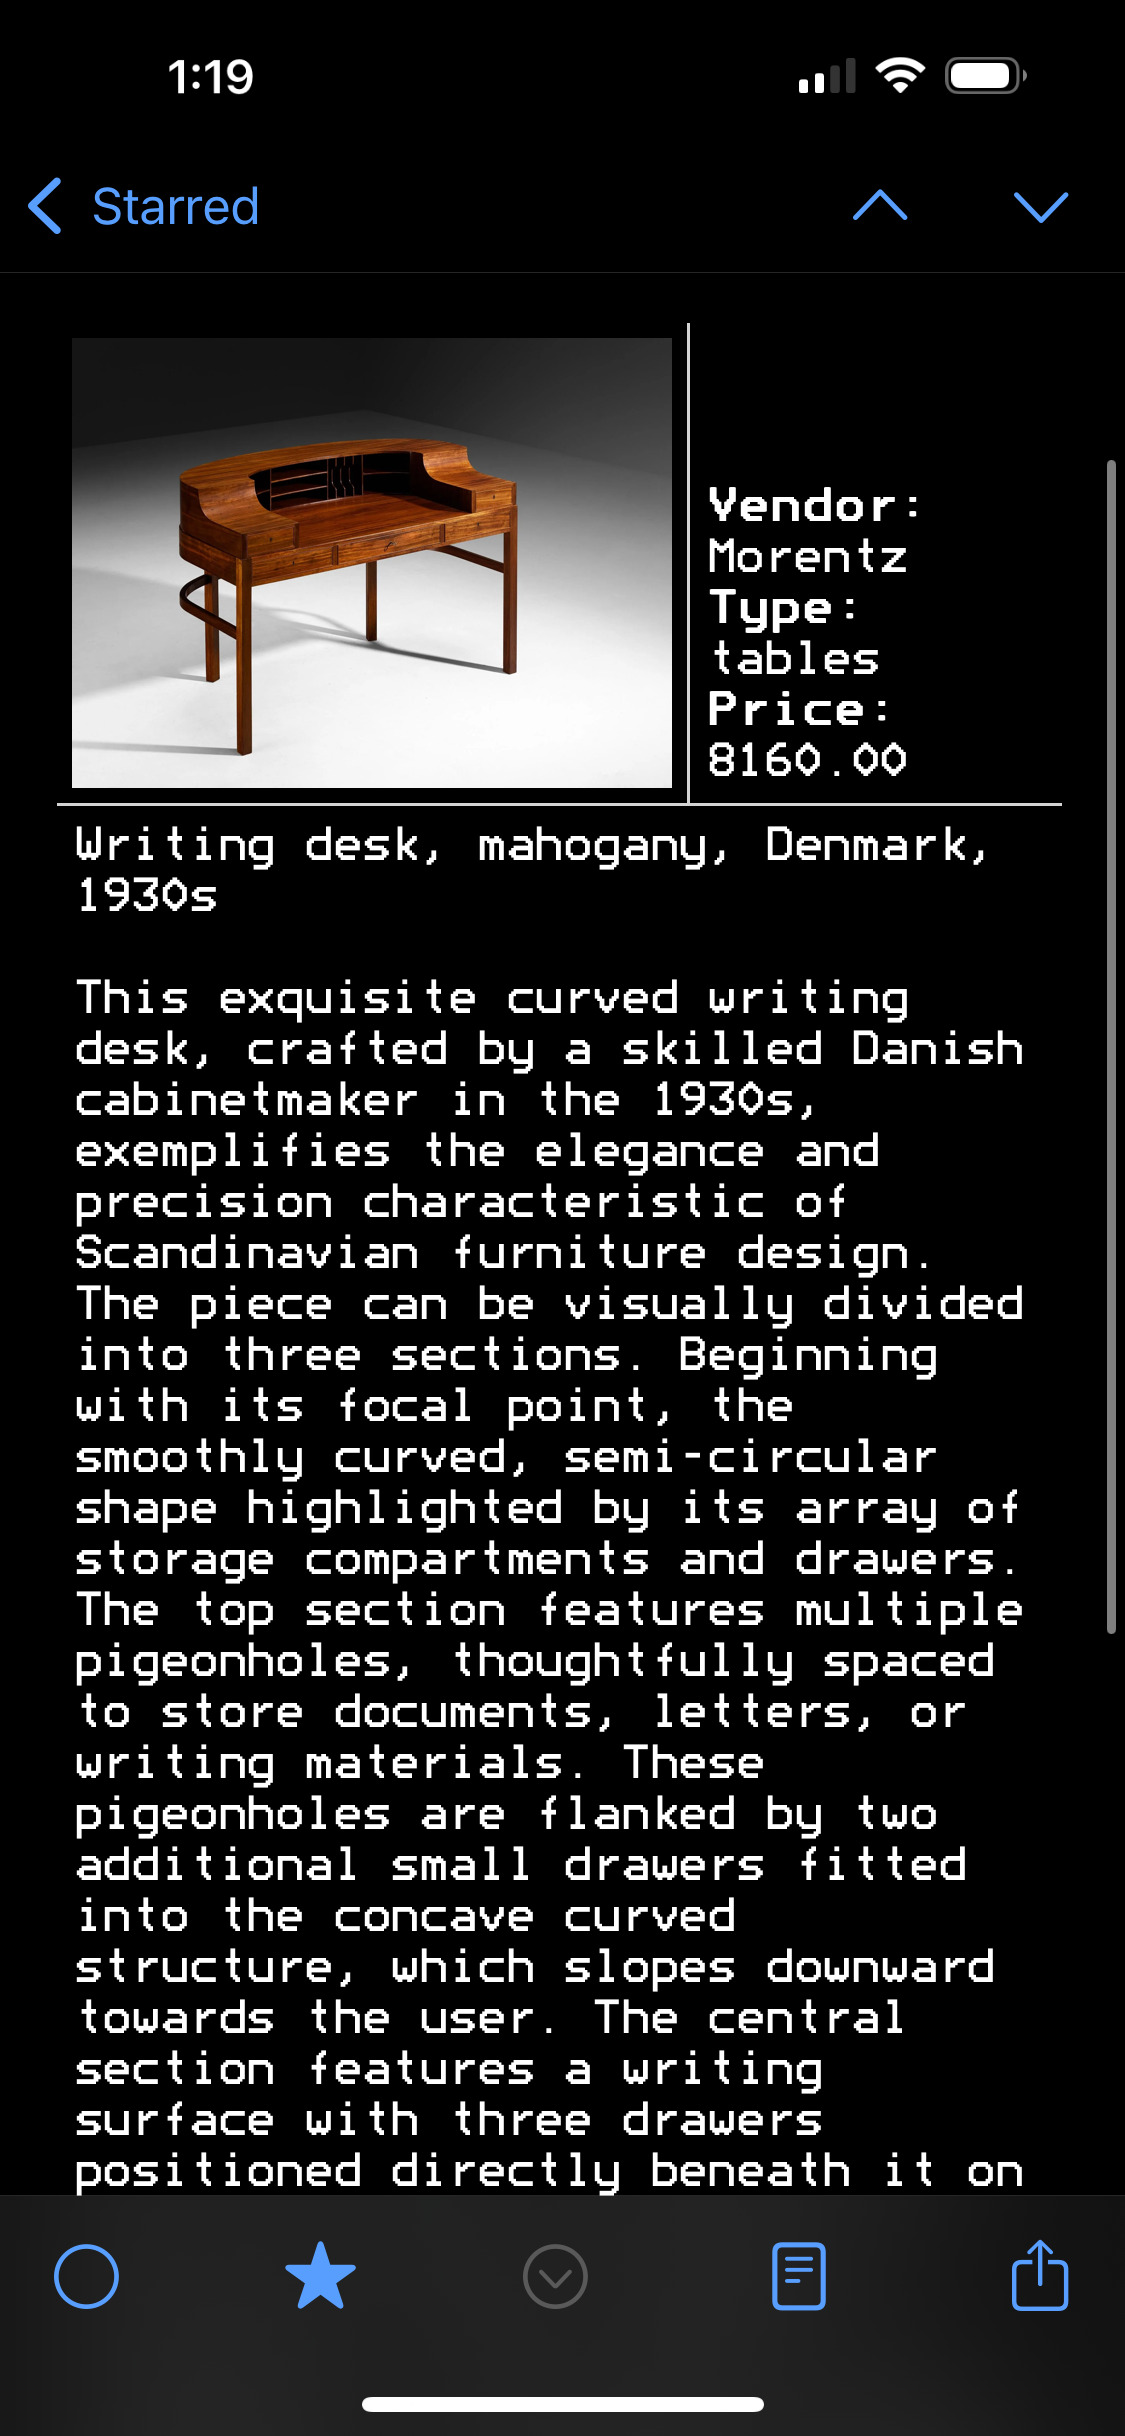 1:19
Starred
Vendor:
Morentz
Type:
tables
Price:
8160.00
Writing desk, mahogany, Denmark,
1930s
This exquisite curved writing
desk, crafted by a skilled Danish
cabinetmaker in the 1930s,
exemplifies the elegance and
precision characteristic of
Scandinavian furniture design.
The piece can be visually divided
into three sections. Beginning
with its focal point, the
smoothly curved, semi-circular
shape highlighted by its array of
storage compartments and drawers.
The top section features multiple
pigeonholes, thoughtfully spaced
to store documents, letters, or
writing materials. These
pigeonholes are flanked by two
additional small drawers fitted
into the concave curved
structure, which slopes downward
towards the user. The central
section features a writing
surface with three drawers
positioned directly beneath it on